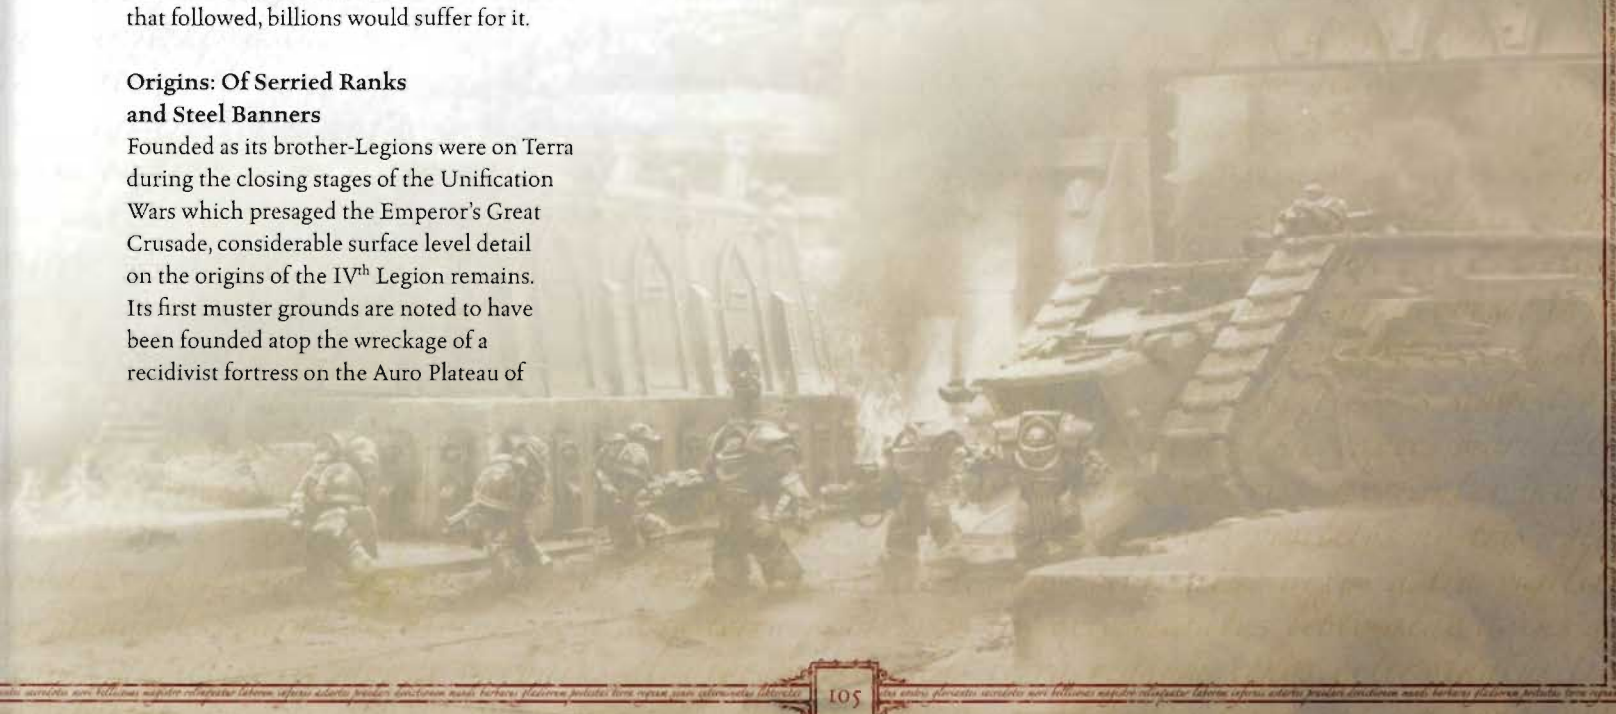 that followed, billions would suffer for it.
Origins: Of Serried Ranks
and Steel Banners
Founded as its brother-Legions were on Terra
during the closing stages of the Unification
Wars which presaged the Emperor's Great
Crusade, considerable surface level detail
on the origins of the IVth Legion remains.
Its first muster grounds are noted to have
been founded atop the wreckage of a
recidivist fortress on the Auro Plateau of
105